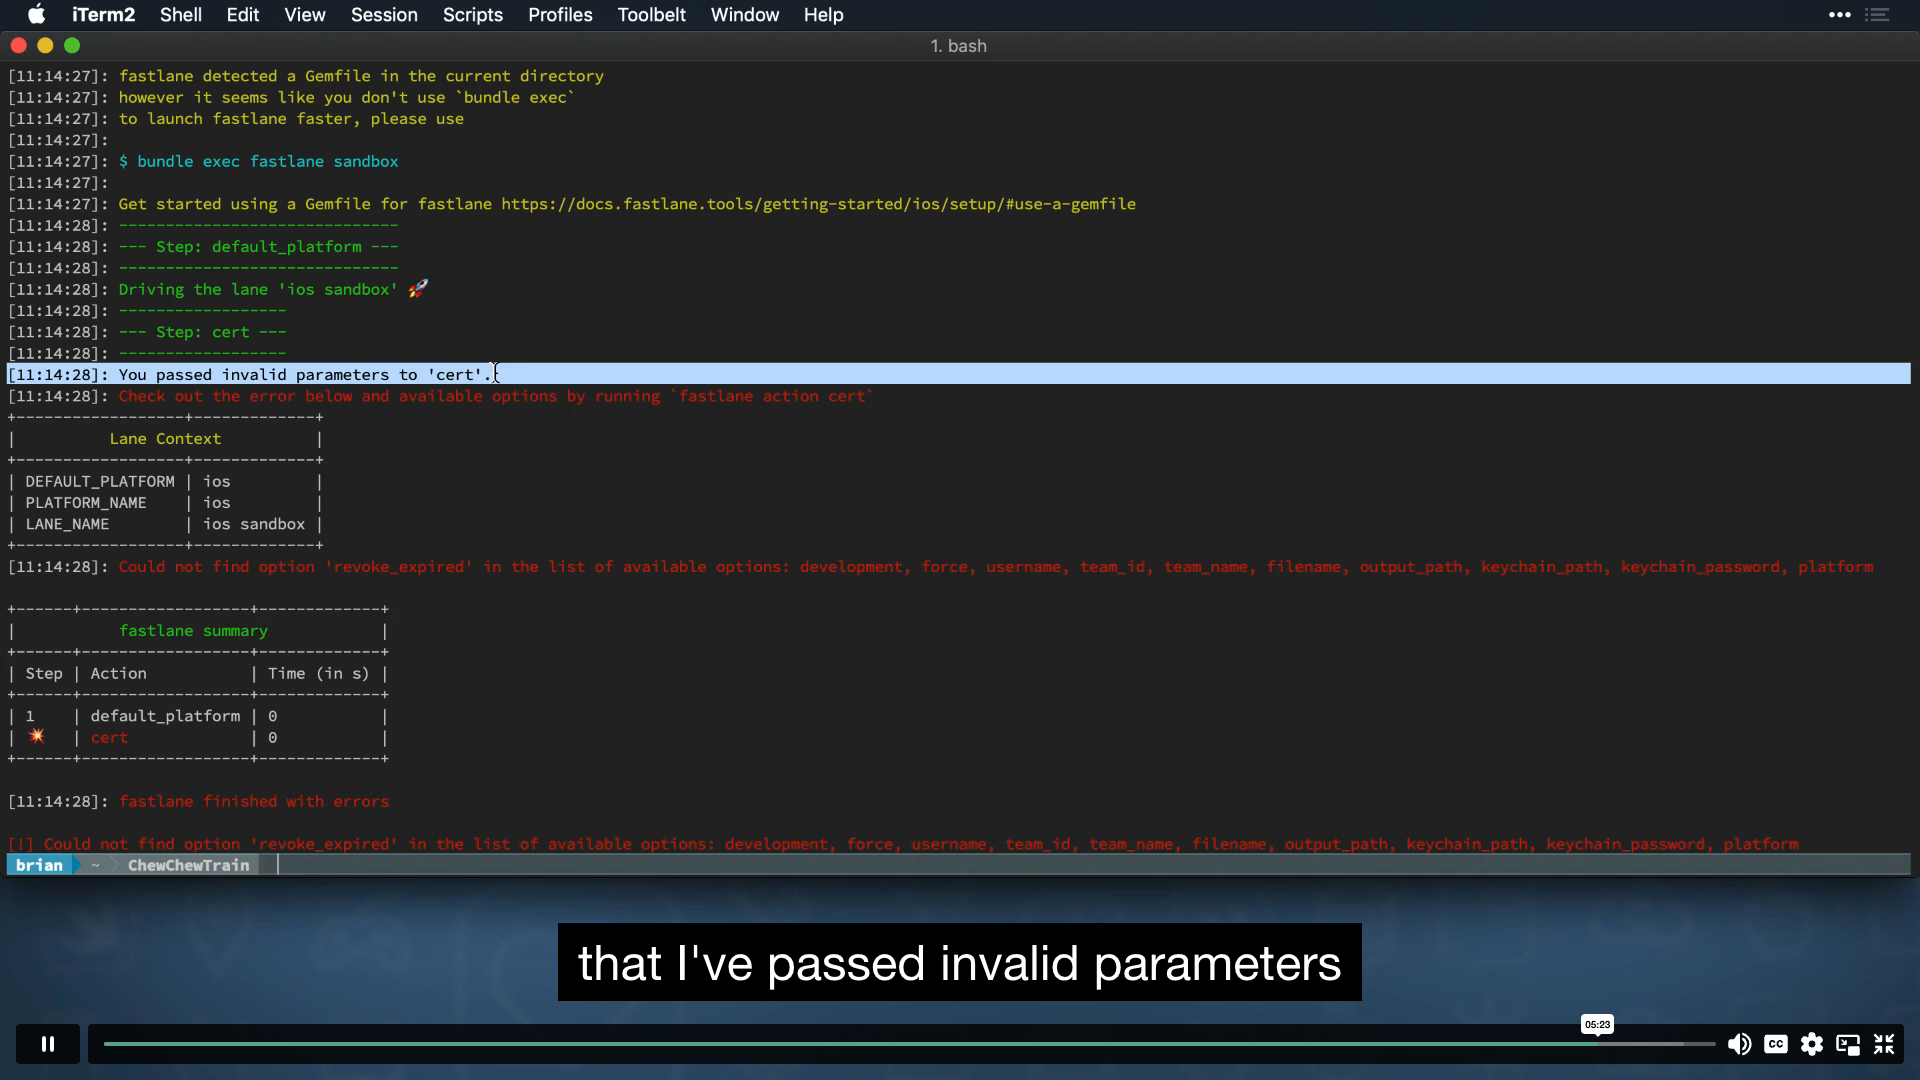 iTerm2 Shell Edit View Session Scripts Profiles Toolbelt Window Help
1. bash
[11:14:27]: fastlane detected a Gemfile in the current directory
[11:14:27]: however it seems like you don't use `bundle exec`
[11:14:27]: to launch fastlane faster, please use
[11:14:27]:
[11:14:27]: $ bundle exec fastlane sandbox
[11:14:27]:
[11:14:27]: Get started using a Gemfile for fastlane https://docs.fastlane.tools/getting-started/ios/setup/#use-a-gemfile
[11:14:28]: ------------------------------
[11:14:28]: --- Step: default_platform ---
[11:14:28]: ------------------------------
[11:14:28]: Driving the lane 'ios sandbox' 🚀
[11:14:28]: ------------------
[11:14:28]: --- Step: cert ---
[11:14:28]: ------------------
[11:14:28]: You passed invalid parameters to 'cert'.
[11:14:28]: Check out the error below and available options by running `fastlane action cert`
+------------------+-------------+
| Lane Context |
+------------------+-------------+
| DEFAULT_PLATFORM | ios |
| PLATFORM_NAME | ios |
| LANE_NAME | ios sandbox |
+------------------+-------------+
[11:14:28]: Could not find option 'revoke_expired' in the list of available options: development, force, username, team_id, team_name, filename, output_path, keychain_path, keychain_password, platform
+------+------------------+-------------+
| fastlane summary |
+------+------------------+-------------+
| Step | Action | Time (in s) |
+------+------------------+-------------+
| 1 | default_platform | 0 |
| 💥 | cert | 0 |
+------+------------------+-------------+
[11:14:28]: fastlane finished with errors
[!] Could not find option 'revoke_expired' in the list of available options: development, force, username, team_id, team_name, filename, output_path, keychain_path, keychain_password, platform
brian ~ ChewChewTrain
that I've passed invalid parameters
05:23
CC